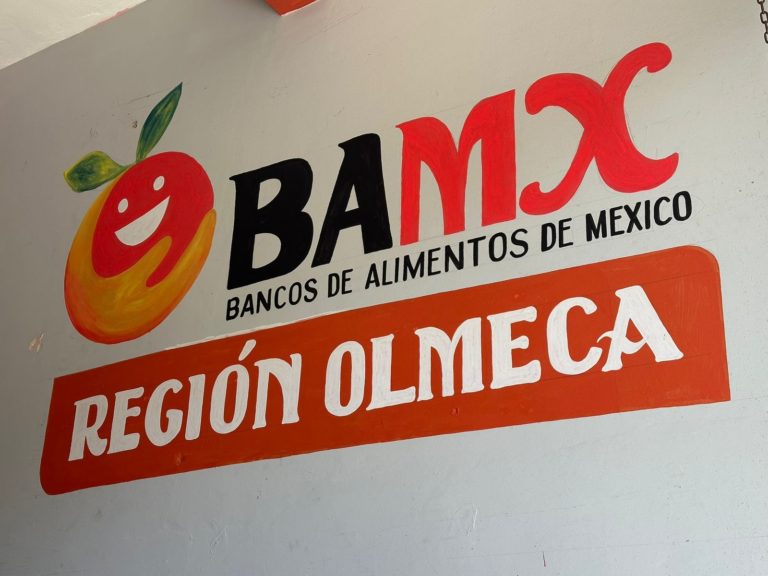 BAMX
BANCOS DE ALIMENTOS DE MEXICO
REGIÓN OLMECA